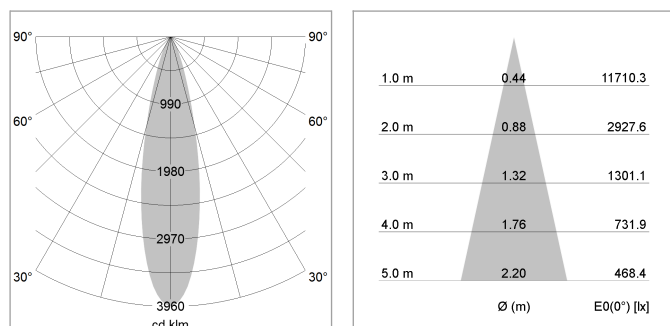 90° 90°
990
60° 60°
1980
2970
30° 30°
3960
cd klm
1.0 m 0.44 11710.3
2.0 m 0.88 2927.6
3.0 m 1.32 1301.1
4.0 m 1.76 731.9
5.0 m 2.20 468.4
Ø (m) E0(0°) [lx]